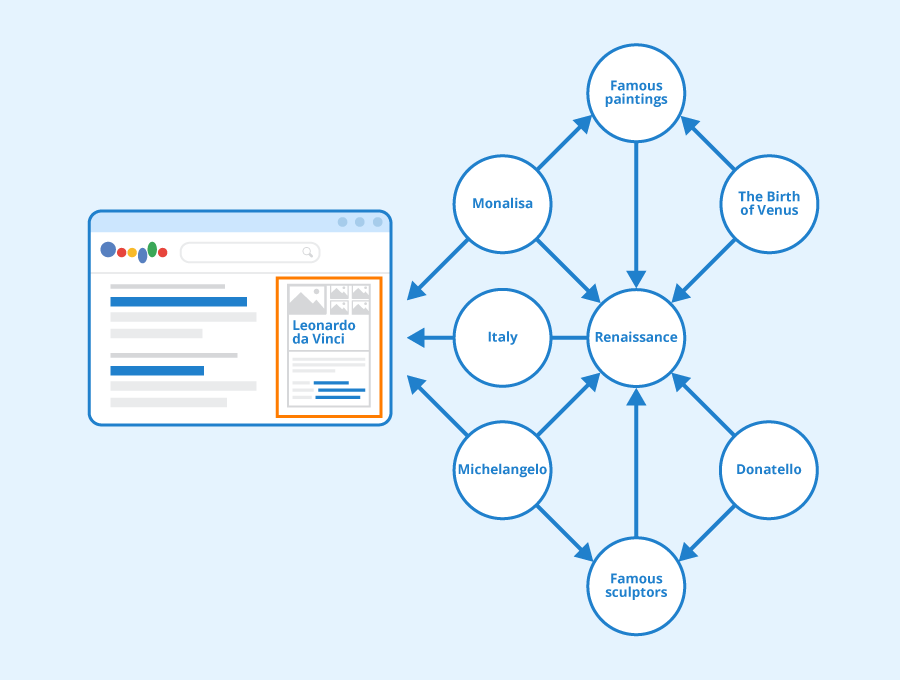 Famous
paintings
Monalisa
The Birth
of Venus
Leonardo
da Vinci
Italy
Renaissance
Michelangelo
Donatello
Famous
sculptors